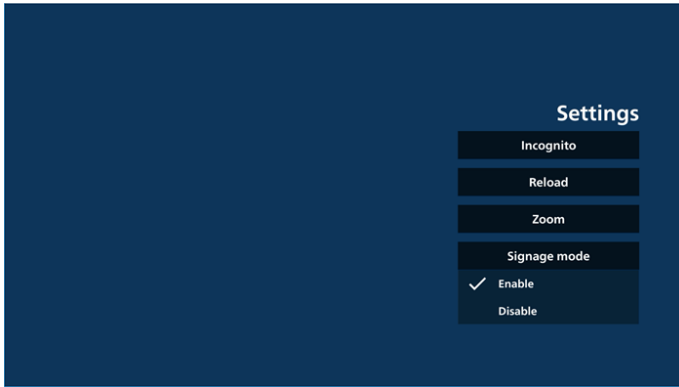 Settings
Incognito
Reload
Zoom
Signage mode
Enable
Disable